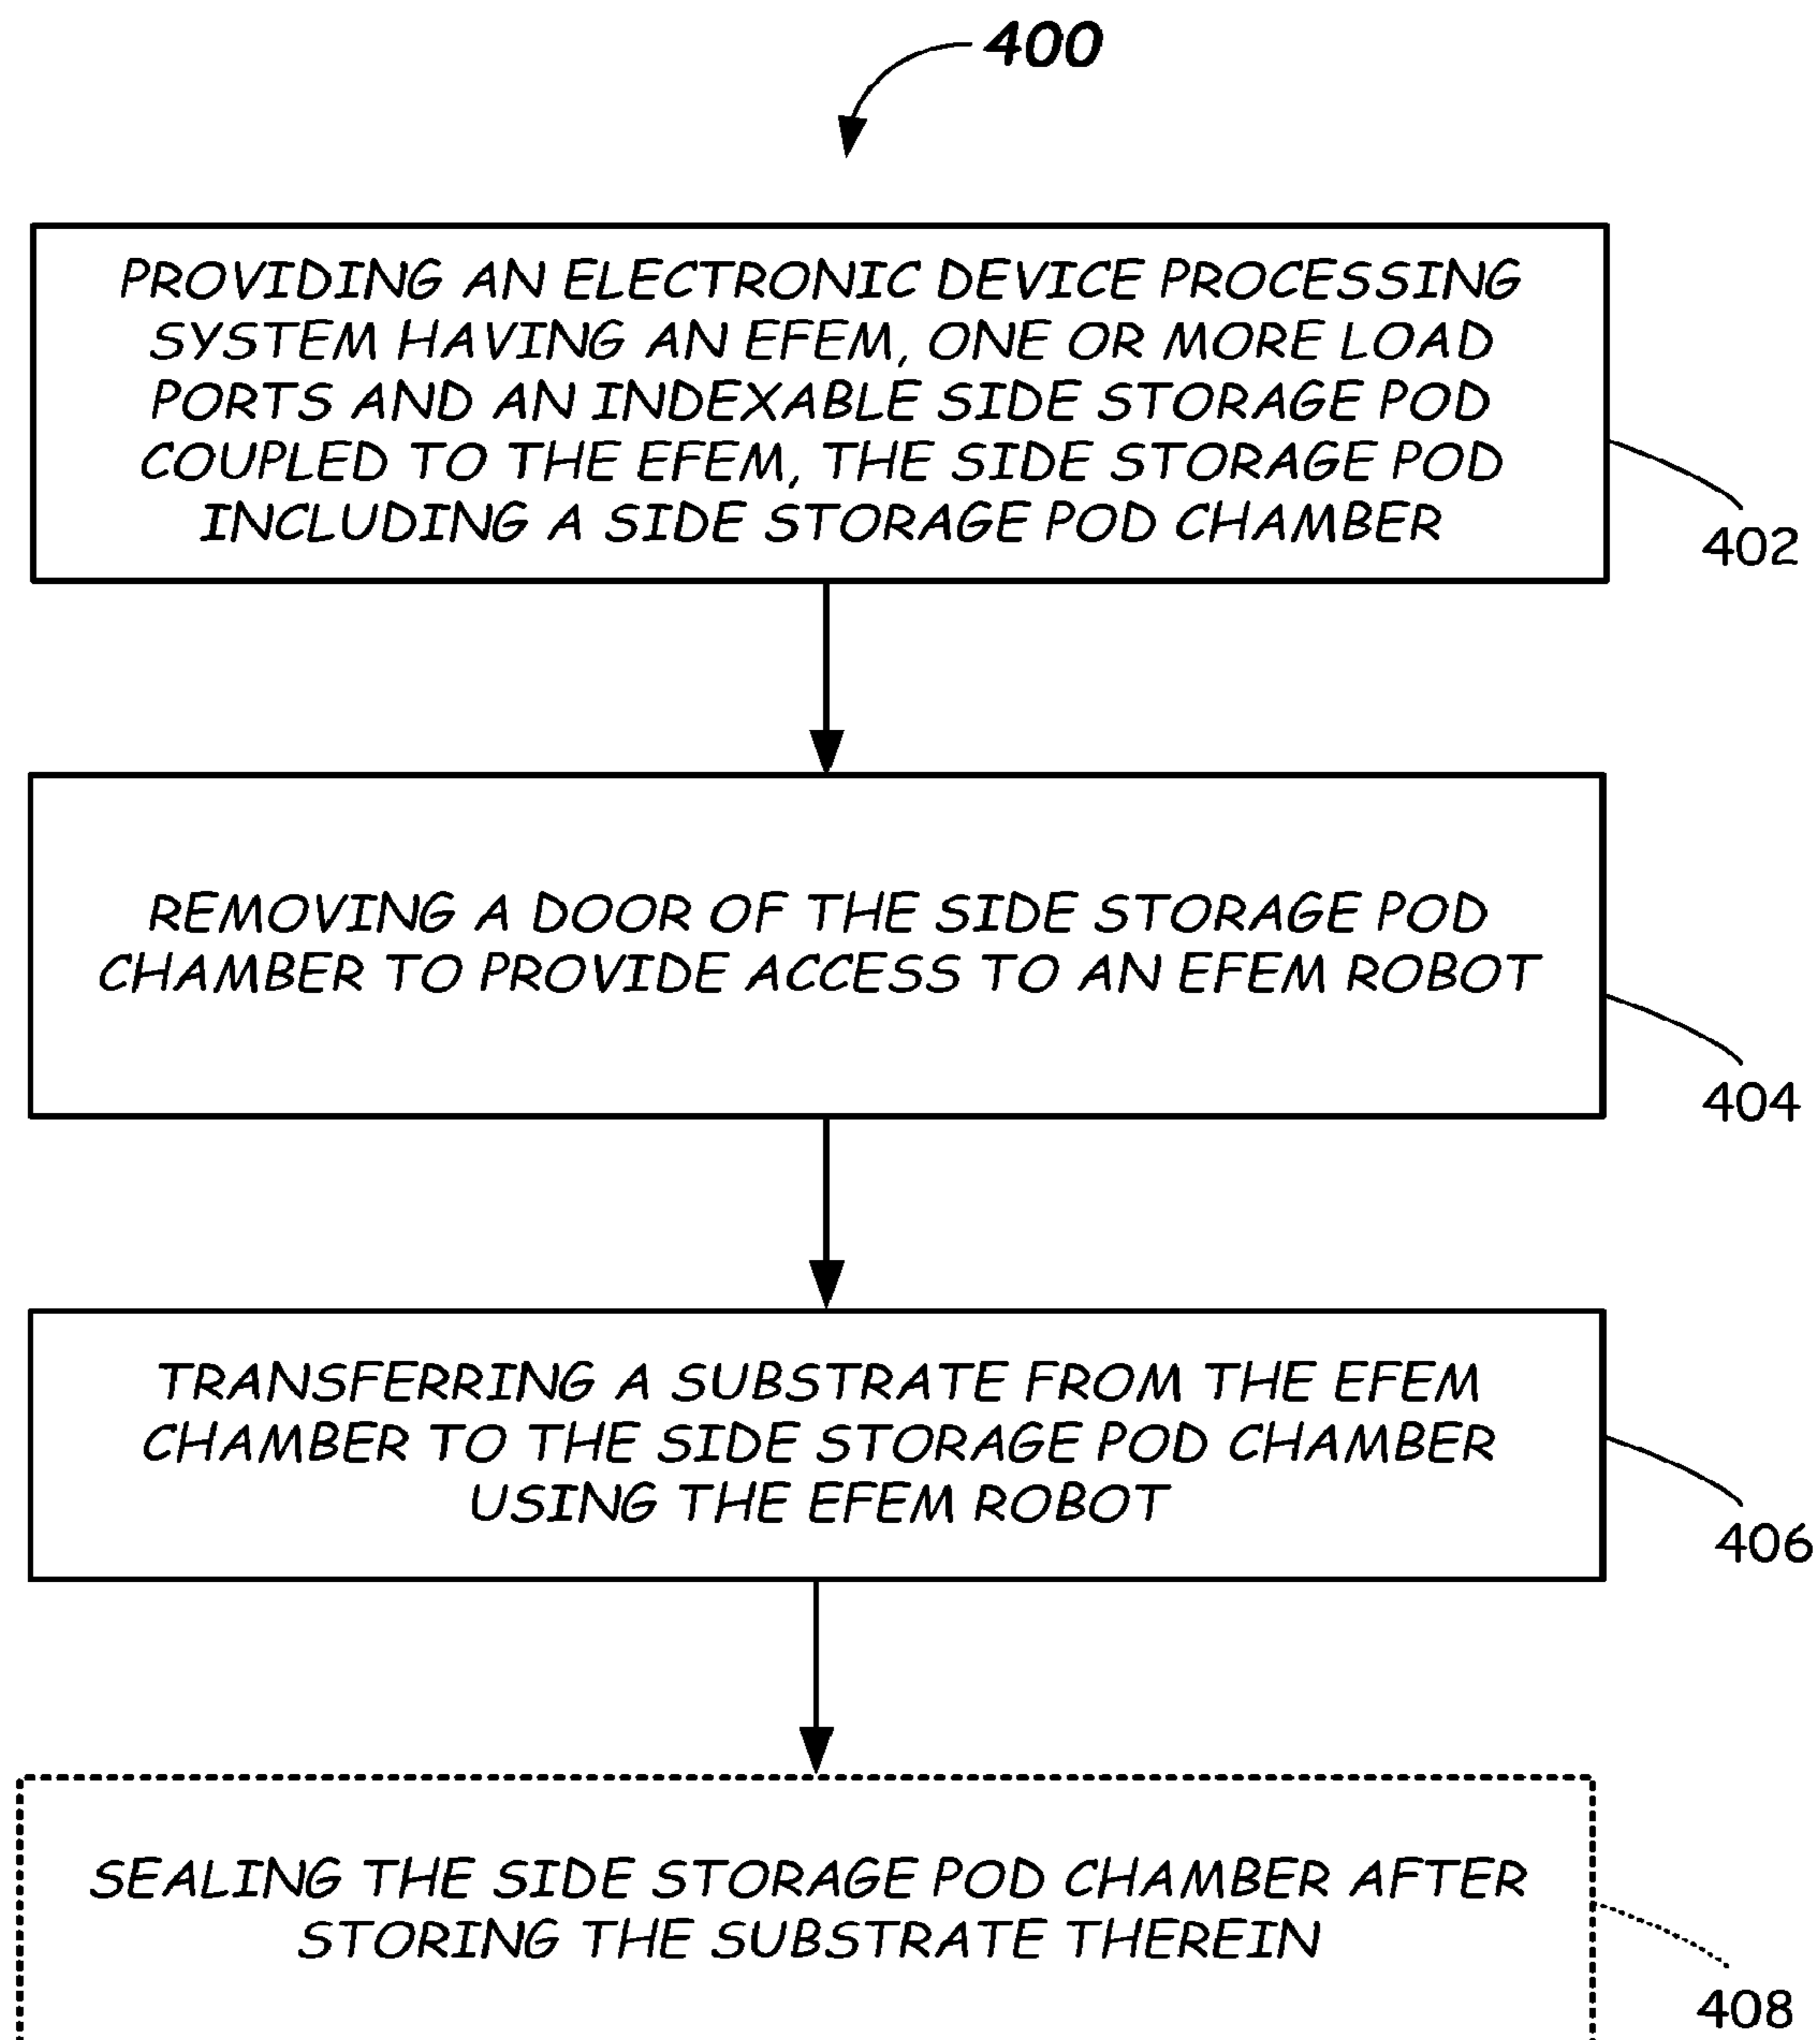 400
PROVIDING AN ELECTRONIC DEVICE PROCESSING
SYSTEM HAVING AN EFEM, ONE OR MORE LOAD
PORTS AND AN INDEXABLE SIDE STORAGE POD
COUPLED TO THE EFEM, THE SIDE STORAGE POD
INCLUDING A SIDE STORAGE POD CHAMBER
402
REMOVING A DOOR OF THE SIDE STORAGE POD
CHAMBER TO PROVIDE ACCESS TO AN EFEM ROBOT
404
TRANSFERRING A SUBSTRATE FROM THE EFEM
CHAMBER TO THE SIDE STORAGE POD CHAMBER
USING THE EFEM ROBOT
406
SEALING THE SIDE STORAGE POD CHAMBER AFTER
STORING THE SUBSTRATE THEREIN
408